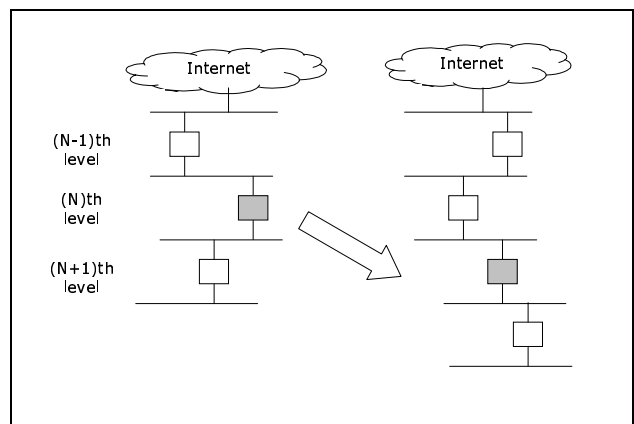 Internet
Internet
(N-1)th
level
(N)th
level
(N+1)th
level